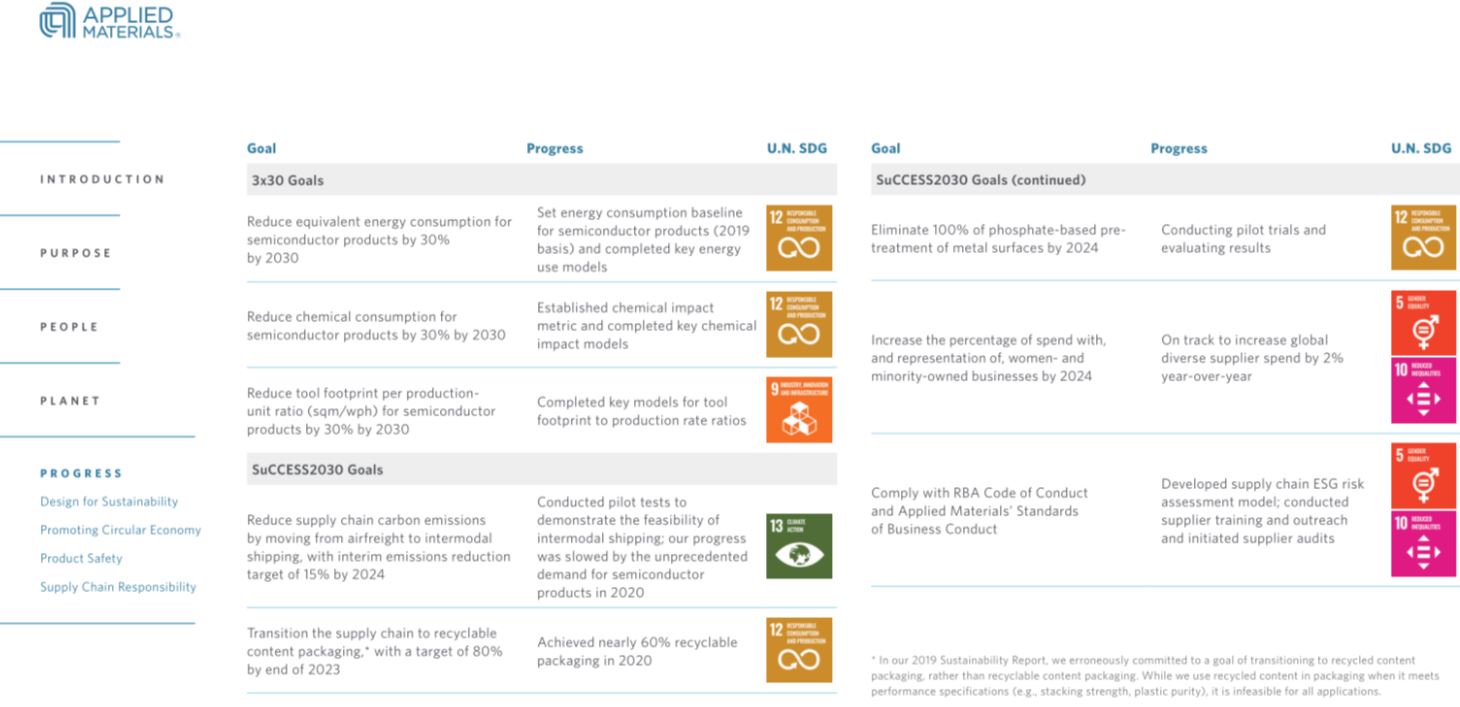 APPLIED
MATERIALS®
INTRODUCTION
PURPOSE
PEOPLE
PLANET
PROGRESS
Design for Sustainability
Promoting Circular Economy
Product Safety
Supply Chain Responsibility
Goal Progress U.N. SDG
3x30 Goals
Reduce equivalent energy consumption for
semiconductor products by 30%
by 2030
Set energy consumption baseline
for semiconductor products (2019
basis) and completed key energy
use models
12 RESPONSIBLE
CONSUMPTION
AND PRODUCTION
Reduce chemical consumption for
semiconductor products by 30% by 2030
Established chemical impact
metric and completed key chemical
impact models
12 RESPONSIBLE
CONSUMPTION
AND PRODUCTION
Reduce tool footprint per production-
unit ratio (sqm/wph) for semiconductor
products by 30% by 2030
Completed key models for tool
footprint to production rate ratios
9 INDUSTRY, INNOVATION
AND INFRASTRUCTURE
SuCCESS2030 Goals
Reduce supply chain carbon emissions
by moving from airfreight to intermodal
shipping, with interim emissions reduction
target of 15% by 2024
Conducted pilot tests to
demonstrate the feasibility of
intermodal shipping; our progress
was slowed by the unprecedented
demand for semiconductor
products in 2020
13 CLIMATE
ACTION
Transition the supply chain to recyclable
content packaging,* with a target of 80%
by end of 2023
Achieved nearly 60% recyclable
packaging in 2020
12 RESPONSIBLE
CONSUMPTION
AND PRODUCTION
Goal Progress U.N. SDG
SuCCESS2030 Goals (continued)
Eliminate 100% of phosphate-based pre-
treatment of metal surfaces by 2024
Conducting pilot trials and
evaluating results
12 RESPONSIBLE
CONSUMPTION
AND PRODUCTION
Increase the percentage of spend with,
and representation of, women- and
minority-owned businesses by 2024
On track to increase global
diverse supplier spend by 2%
year-over-year
5 GENDER
EQUALITY
10 REDUCED
INEQUALITIES
Comply with RBA Code of Conduct
and Applied Materials' Standards
of Business Conduct
Developed supply chain ESG risk
assessment model; conducted
supplier training and outreach
and initiated supplier audits
5 GENDER
EQUALITY
10 REDUCED
INEQUALITIES
* In our 2019 Sustainability Report, we erroneously committed to a goal of transitioning to recycled content
packaging, rather than recyclable content packaging. While we use recycled content in packaging when it meets
performance specifications (e.g., stacking strength, plastic purity), it is infeasible for all applications.